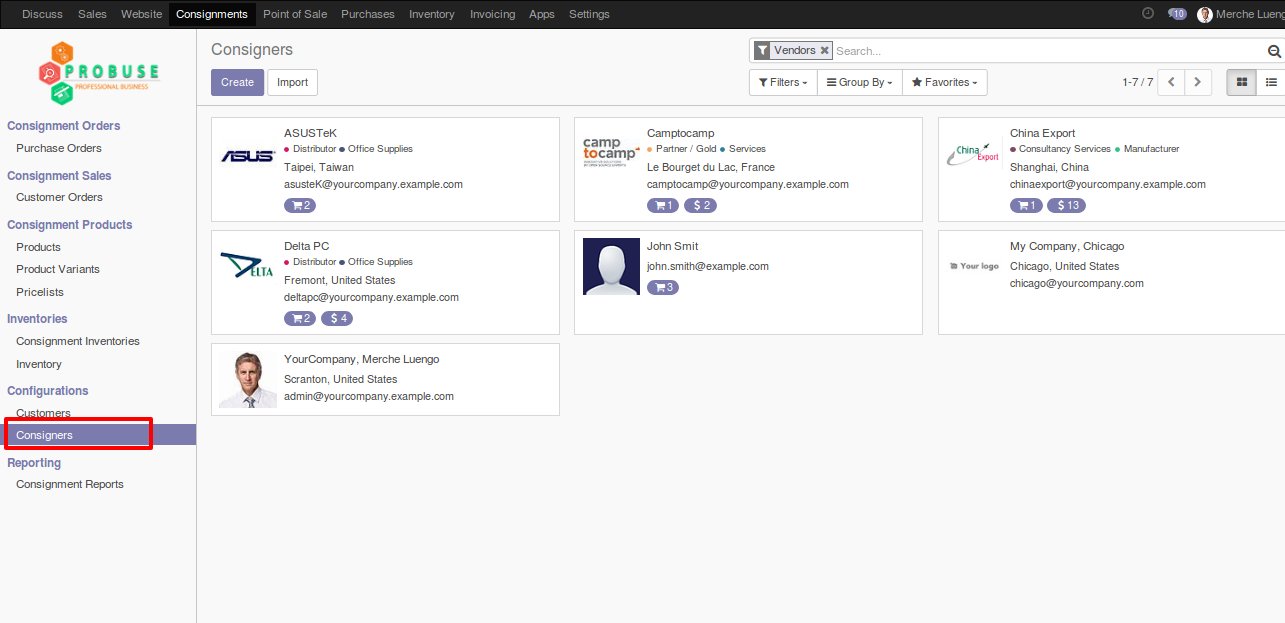 Discuss Sales Website Consignments Point of Sale Purchases Inventory Invoicing Apps Settings 10 Merche Lueng
PROBUSE
PROFESSIONAL BUSINESS
Consignment Orders
Purchase Orders
Consignment Sales
Customer Orders
Consignment Products
Products
Product Variants
Pricelists
Inventories
Consignment Inventories
Inventory
Configurations
Customers
Consigners
Reporting
Consignment Reports
Consigners
Vendors Search...
Create Import
Filters Group By Favorites 1-7 / 7
ASUS
ASUSTeK
Distributor Office Supplies
Taipei, Taiwan
asusteK@yourcompany.example.com
2
camp
tocamp
Camptocamp
Partner / Gold Services
Le Bourget du Lac, France
camptocamp@yourcompany.example.com
1 $ 2
China
Export
China Export
Consultancy Services Manufacturer
Shanghai, China
chinaexport@yourcompany.example.com
1 $ 13
DELTA
Delta PC
Distributor Office Supplies
Fremont, United States
deltapc@yourcompany.example.com
2 $ 4
John Smit
john.smith@example.com
3
Your logo
My Company, Chicago
Chicago, United States
chicago@yourcompany.com
YourCompany, Merche Luengo
Scranton, United States
admin@yourcompany.example.com